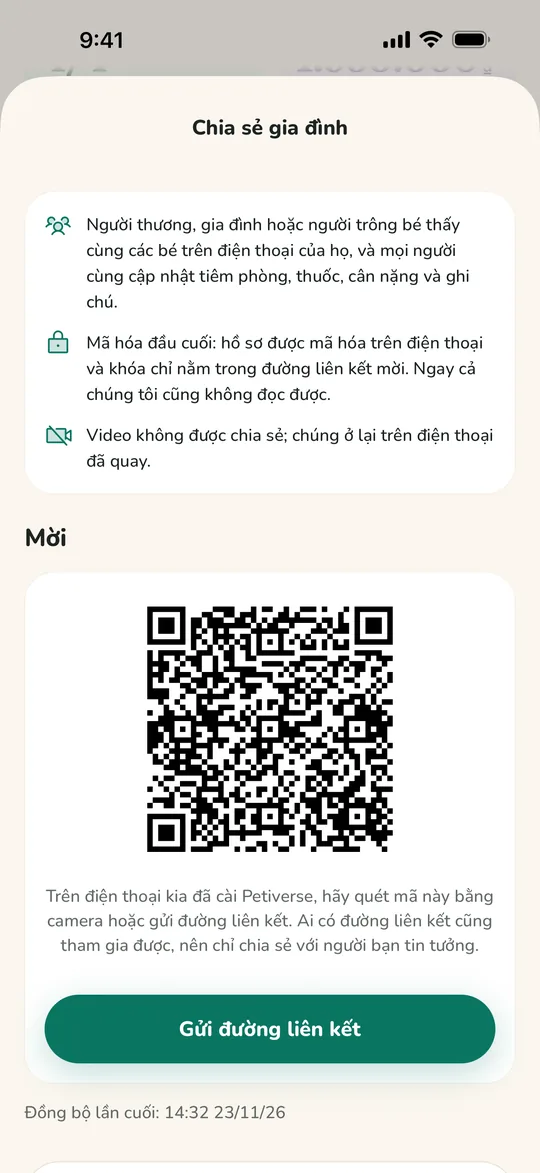 9:41
Chia sẻ gia đình
Người thương, gia đình hoặc người trông bé thấy
cùng các bé trên điện thoại của họ, và mọi người
cùng cập nhật tiêm phòng, thuốc, cân nặng và ghi
chú.
Mã hóa đầu cuối: hồ sơ được mã hóa trên điện thoại
và khóa chỉ nằm trong đường liên kết mời. Ngay cả
chúng tôi cũng không đọc được.
Video không được chia sẻ; chúng ở lại trên điện thoại
đã quay.
Mời
Trên điện thoại kia đã cài Petiverse, hãy quét mã này bằng
camera hoặc gửi đường liên kết. Ai có đường liên kết cũng
tham gia được, nên chỉ chia sẻ với người bạn tin tưởng.
Gửi đường liên kết
Đồng bộ lần cuối: 14:32 23/11/26